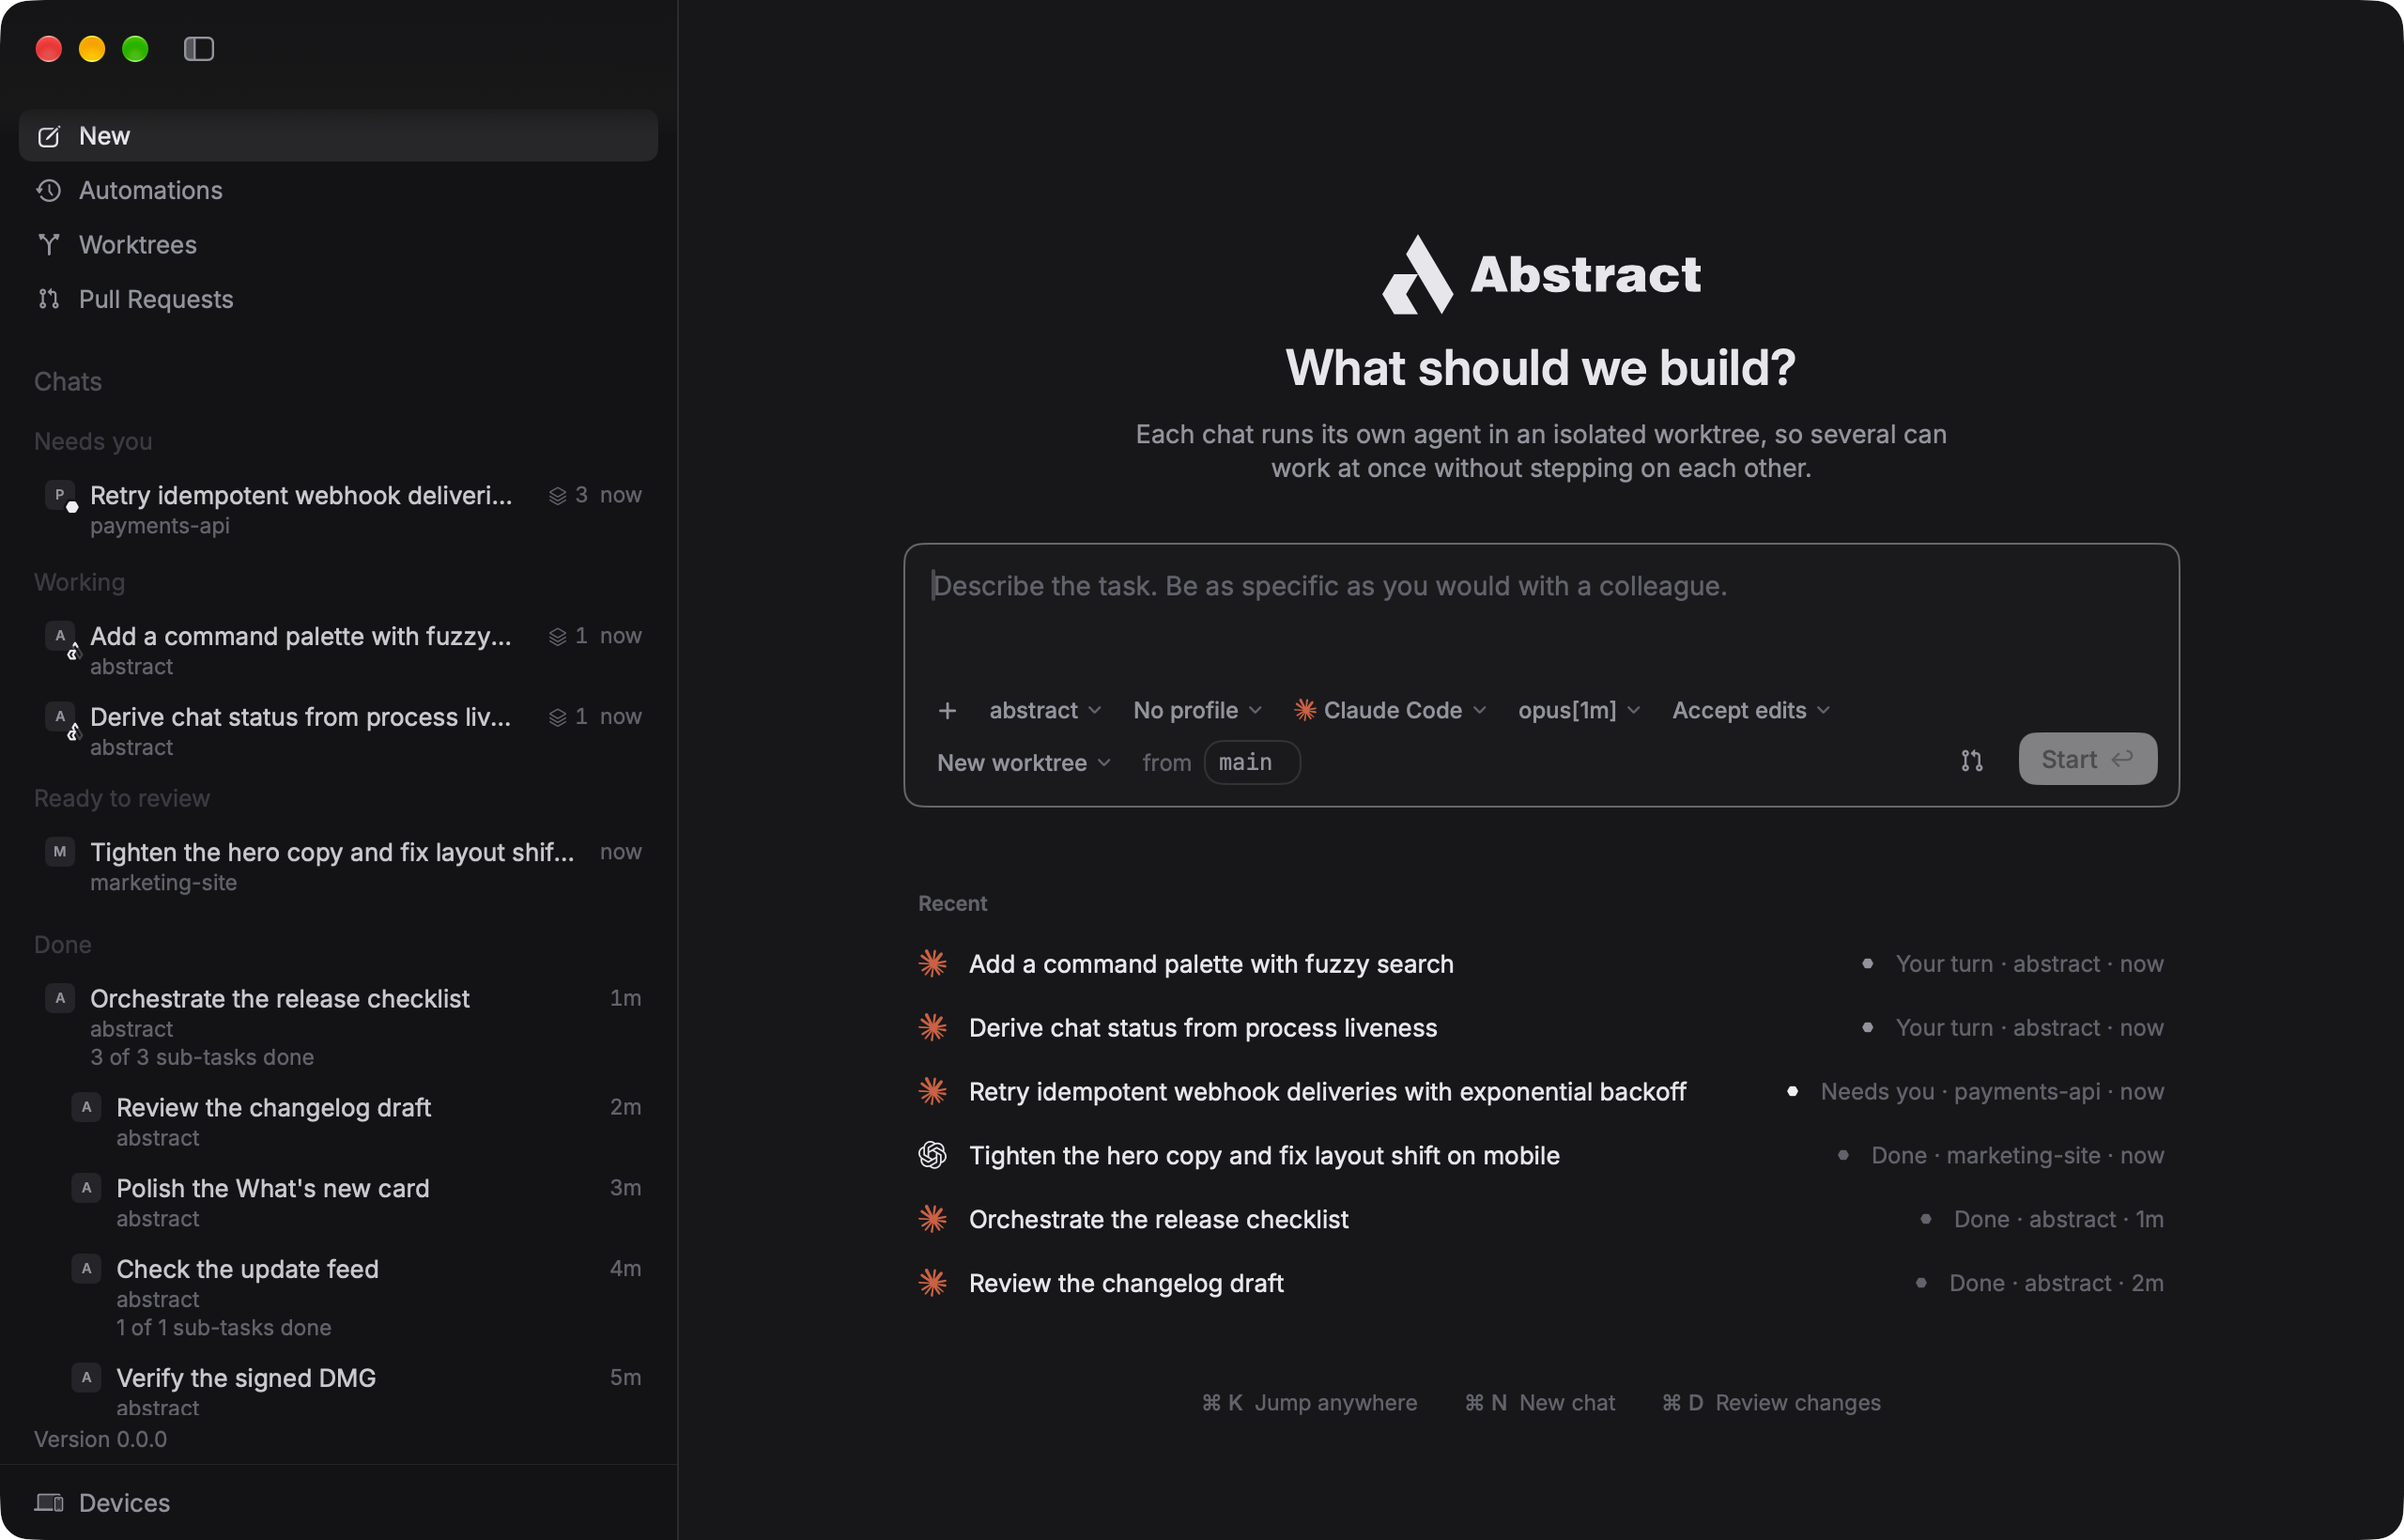 New
Automations
Worktrees
Pull Requests
Chats
Needs you
P Retry idempotent webhook deliveri... 3 now
payments-api
Working
A Add a command palette with fuzzy... 1 now
abstract
A Derive chat status from process liv... 1 now
abstract
Ready to review
M Tighten the hero copy and fix layout shif... now
marketing-site
Done
A Orchestrate the release checklist 1m
abstract
3 of 3 sub-tasks done
A Review the changelog draft 2m
abstract
A Polish the What's new card 3m
abstract
A Check the update feed 4m
abstract
1 of 1 sub-tasks done
A Verify the signed DMG 5m
abstract
Version 0.0.0
Devices
Abstract
What should we build?
Each chat runs its own agent in an isolated worktree, so several can
work at once without stepping on each other.
Describe the task. Be as specific as you would with a colleague.
+ abstract No profile Claude Code opus[1m] Accept edits
New worktree from main Start
Recent
Add a command palette with fuzzy search Your turn · abstract · now
Derive chat status from process liveness Your turn · abstract · now
Retry idempotent webhook deliveries with exponential backoff Needs you · payments-api · now
Tighten the hero copy and fix layout shift on mobile Done · marketing-site · now
Orchestrate the release checklist Done · abstract · 1m
Review the changelog draft Done · abstract · 2m
⌘ K Jump anywhere ⌘ N New chat ⌘ D Review changes